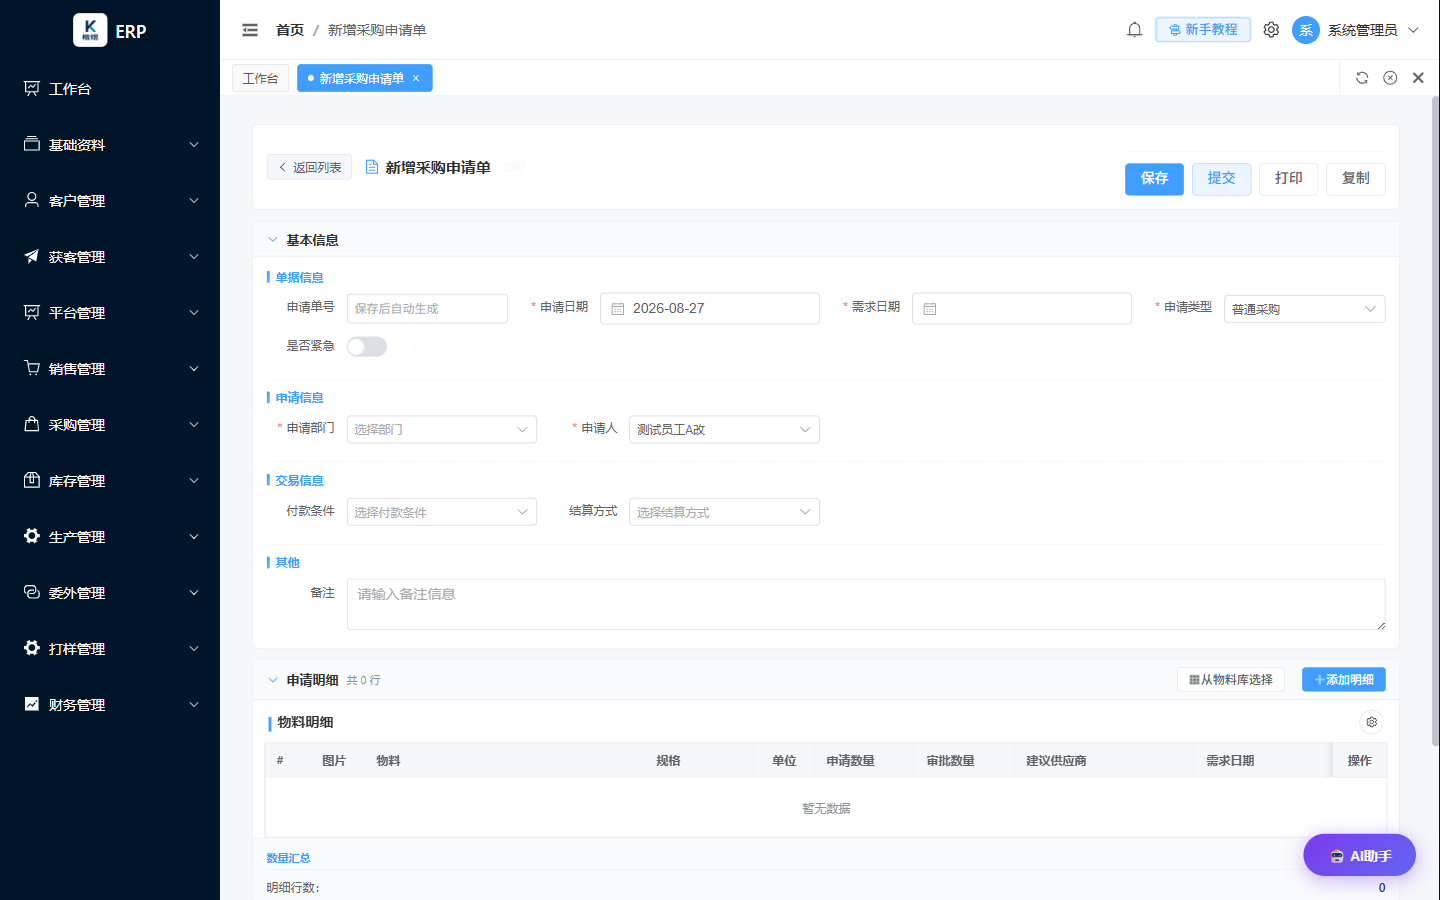 K
ERP
首页 / 新增采购申请单
新手教程
系
系统管理员
工作台
新增采购申请单 ×
工作台
基础资料
客户管理
获客管理
平台管理
销售管理
采购管理
库存管理
生产管理
委外管理
打样管理
财务管理
返回列表
新增采购申请单
保存
提交
打印
复制
基本信息
单据信息
申请单号 保存后自动生成
* 申请日期 2026-08-27
* 需求日期
* 申请类型 普通采购
是否紧急
申请信息
* 申请部门 选择部门
* 申请人 测试员工A改
交易信息
付款条件 选择付款条件
结算方式 选择结算方式
其他
备注 请输入备注信息
申请明细 共 0 行
从物料库选择
添加明细
物料明细
# 图片 物料 规格 单位 申请数量 审批数量 建议供应商 需求日期 操作
暂无数据
数量汇总
明细行数: 0
AI助手